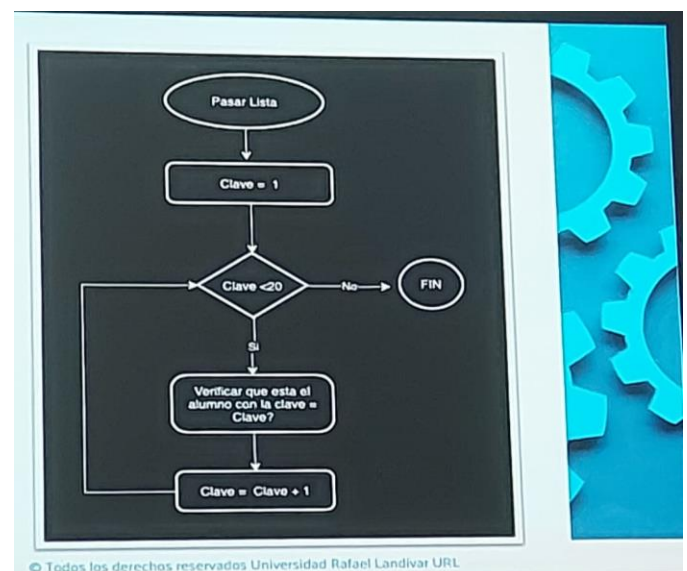 Pasar Lista
Clave = 1
Clave <20
No
FIN
Si
Verificar que esta el
alumno con la clave =
Clave?
Clave = Clave + 1
© Todos los derechos reservados Universidad Rafael Landivar URL